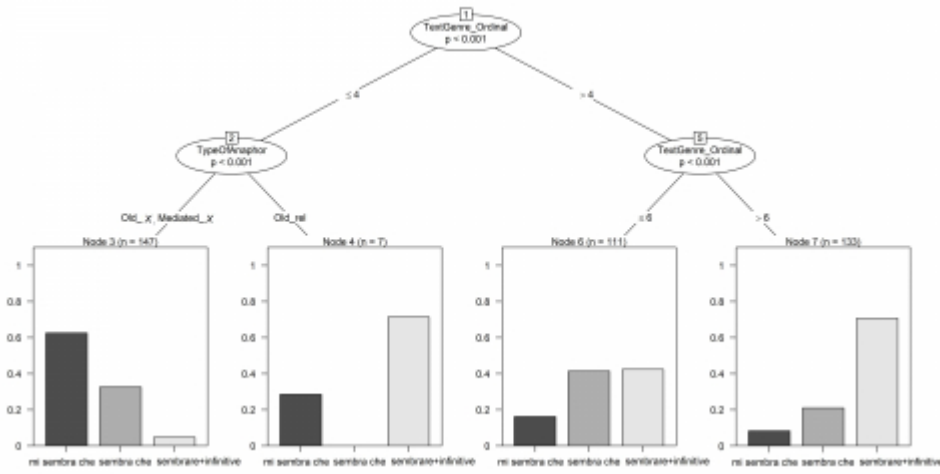 1
TextGenre_Ordinal
p < 0.001
≤ 4
> 4
2
TypeOfAnaphor
p < 0.001
5
TextGenre_Ordinal
p < 0.001
Old_χ, Mediated_χ
Old_rel
≤ 6
> 6
Node 3 (n = 147)
1
0.8
0.6
0.4
0.2
0
mi sembra che sembra che sembrare+infinitive
Node 4 (n = 7)
1
0.8
0.6
0.4
0.2
0
mi sembra che sembra che sembrare+infinitive
Node 6 (n = 111)
1
0.8
0.6
0.4
0.2
0
mi sembra che sembra che sembrare+infinitive
Node 7 (n = 133)
1
0.8
0.6
0.4
0.2
0
mi sembra che sembra che sembrare+infinitive